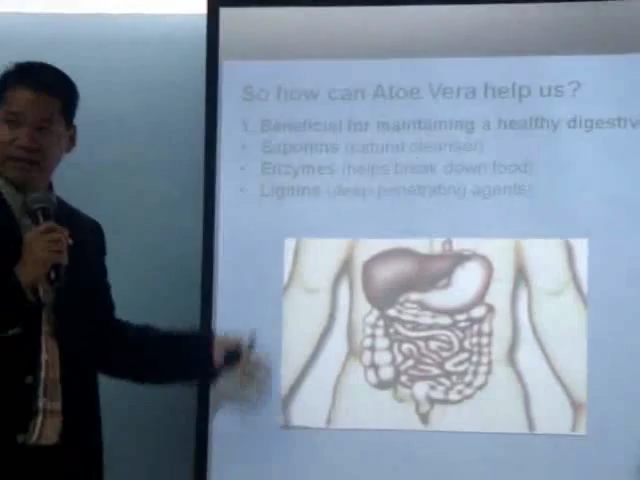 So how can Aloe Vera help us?
1. Beneficial for maintaining a healthy digestiv
• Saponins (natural cleanser)
• Enzymes (helps break down food)
• Lignins (deep penetrating agents)